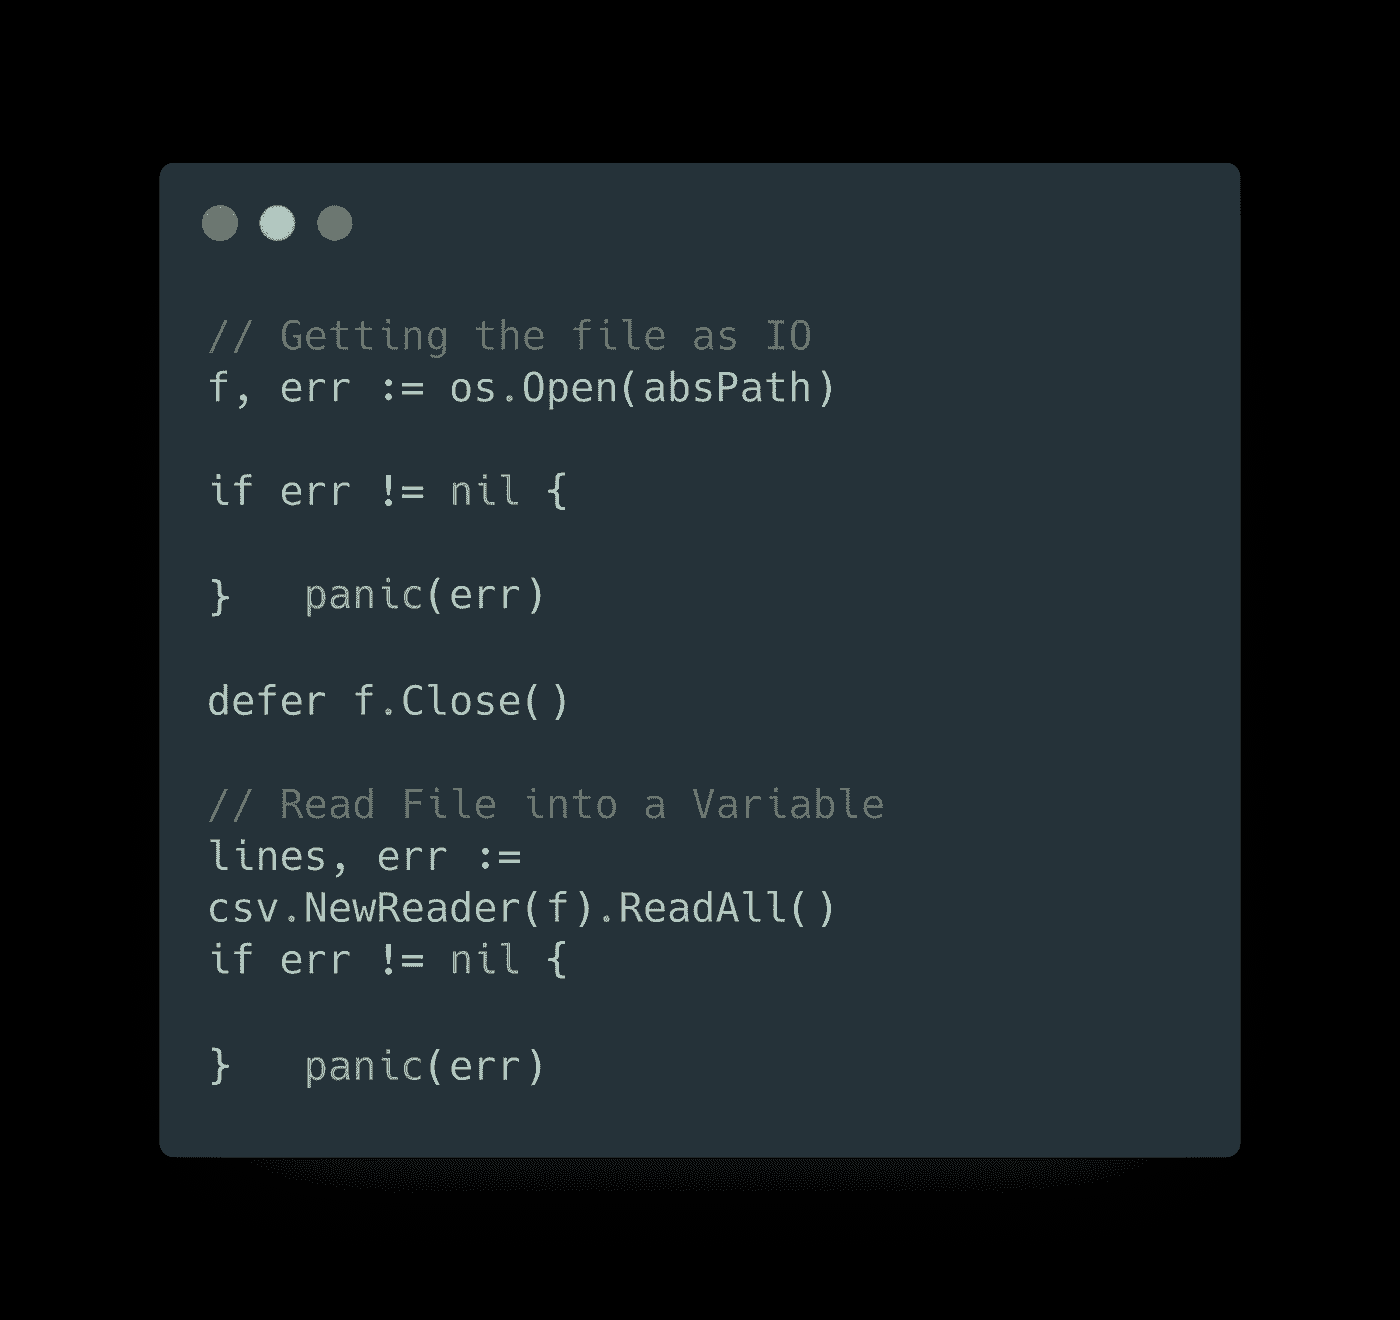 // Getting the file as IO
f, err := os.Open(absPath)
if err != nil {
}   panic(err)
defer f.Close()
// Read File into a Variable
lines, err :=
csv.NewReader(f).ReadAll()
if err != nil {
}   panic(err)